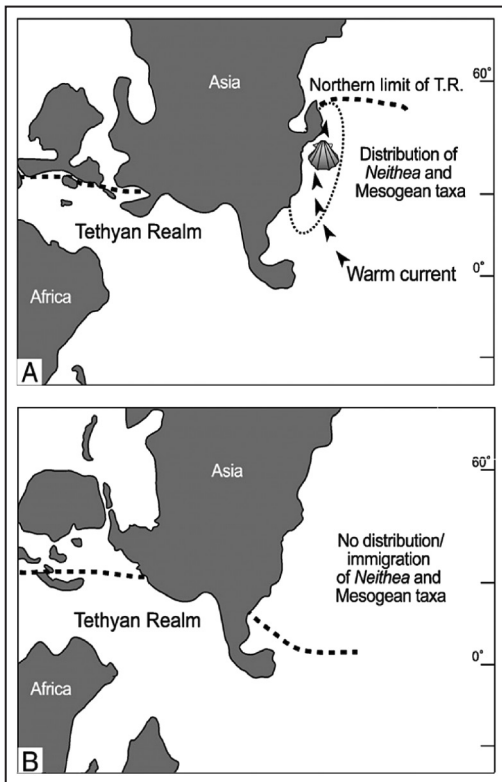 60°
Asia
Northern limit of T.R.
Distribution of
Neithea and
Mesogean taxa
Tethyan Realm
0°
Warm current
Africa
A
60°
Asia
No distribution/
immigration
of Neithea and
Mesogean taxa
Tethyan Realm
0°
Africa
B